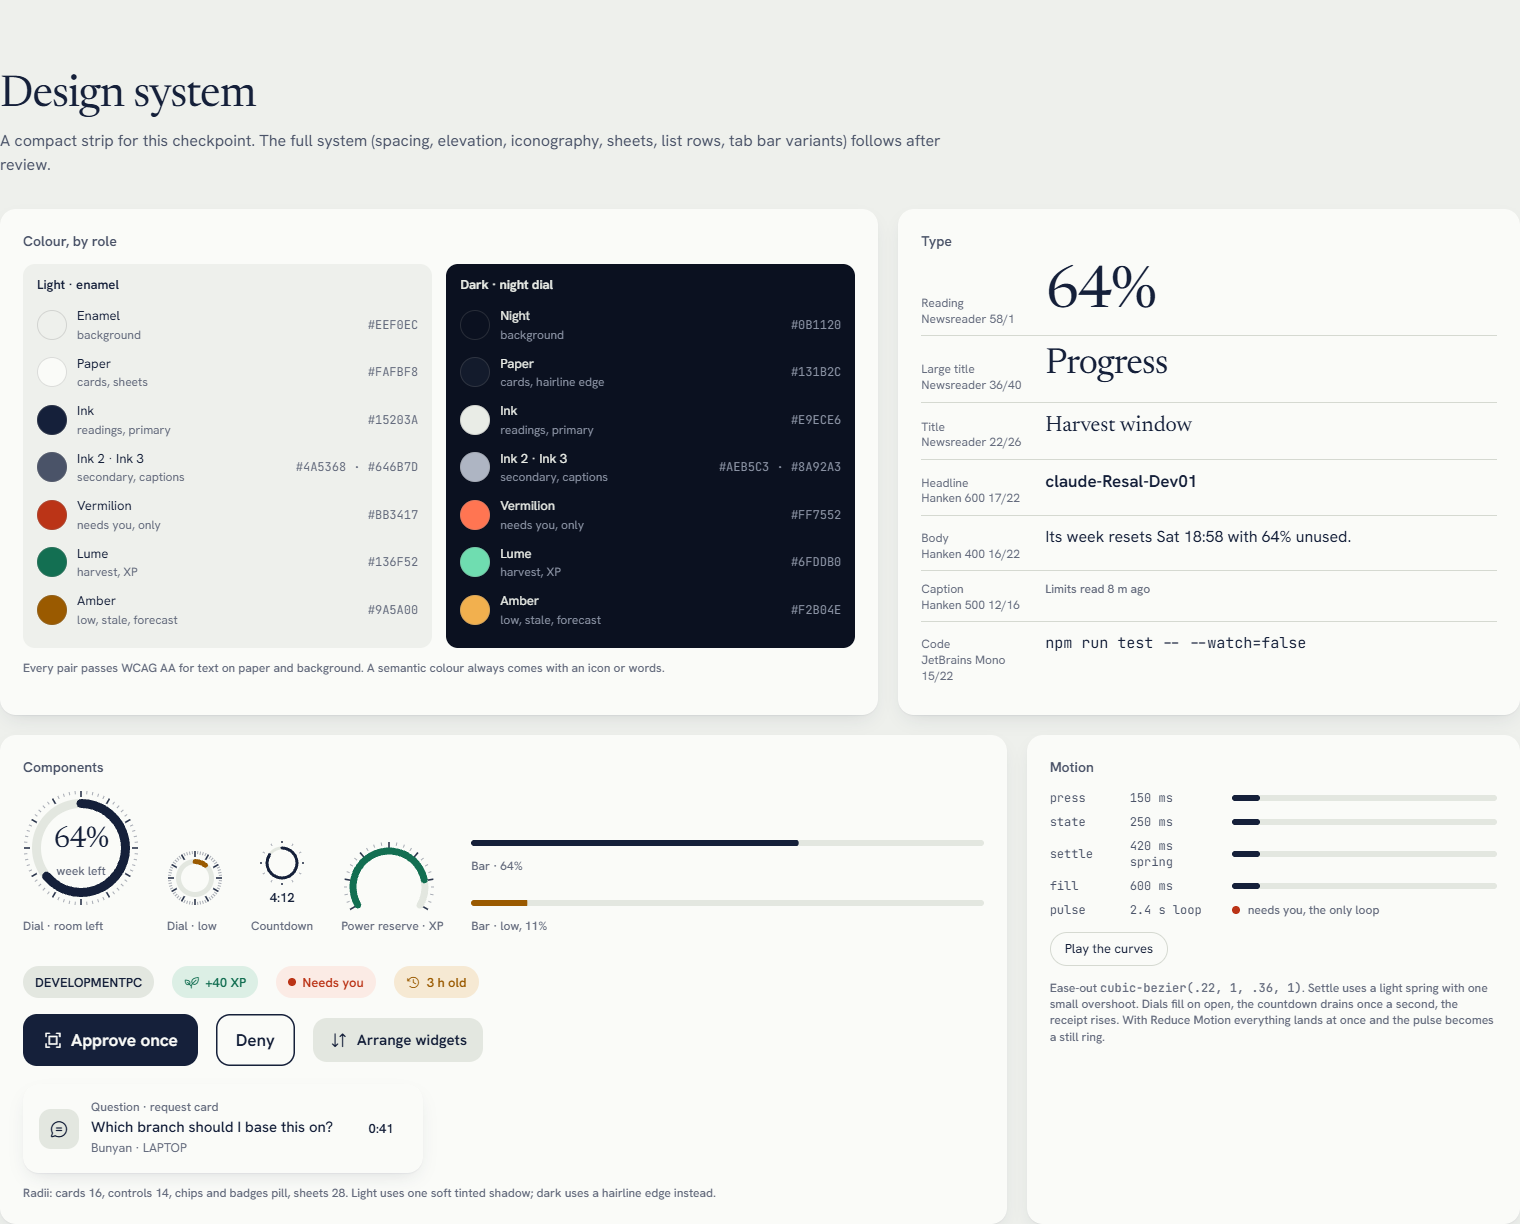 Design system
A compact strip for this checkpoint. The full system (spacing, elevation, iconography, sheets, list rows, tab bar variants) follows after
review.
Colour, by role
Light · enamel
Enamel
background
#EEF0EC
Paper
cards, sheets
#FAFBF8
Ink
readings, primary
#15203A
Ink 2 · Ink 3
secondary, captions
#4A5368 · #646B7D
Vermilion
needs you, only
#BB3417
Lume
harvest, XP
#136F52
Amber
low, stale, forecast
#9A5A00
Dark · night dial
Night
background
#0B1120
Paper
cards, hairline edge
#131B2C
Ink
readings, primary
#E9ECE6
Ink 2 · Ink 3
secondary, captions
#AEB5C3 · #8A92A3
Vermilion
needs you, only
#FF7552
Lume
harvest, XP
#6FDDB0
Amber
low, stale, forecast
#F2B04E
Every pair passes WCAG AA for text on paper and background. A semantic colour always comes with an icon or words.
Type
Reading
Newsreader 58/1
64%
Large title
Newsreader 36/40
Progress
Title
Newsreader 22/26
Harvest window
Headline
Hanken 600 17/22
claude-Resal-Dev01
Body
Hanken 400 16/22
Its week resets Sat 18:58 with 64% unused.
Caption
Hanken 500 12/16
Limits read 8 m ago
Code
JetBrains Mono
15/22
npm run test -- --watch=false
Components
64%
week left
Dial · room left
Dial · low
4:12
Countdown
Power reserve · XP
Bar · 64%
Bar · low, 11%
DEVELOPMENTPC
+40 XP
Needs you
3 h old
Approve once
Deny
Arrange widgets
Question · request card
Which branch should I base this on?
Bunyan · LAPTOP
0:41
Radii: cards 16, controls 14, chips and badges pill, sheets 28. Light uses one soft tinted shadow; dark uses a hairline edge instead.
Motion
press 150 ms
state 250 ms
settle 420 ms
spring
fill 600 ms
pulse 2.4 s loop needs you, the only loop
Play the curves
Ease-out cubic-bezier(.22, 1, .36, 1). Settle uses a light spring with one
small overshoot. Dials fill on open, the countdown drains once a second, the
receipt rises. With Reduce Motion everything lands at once and the pulse becomes
a still ring.